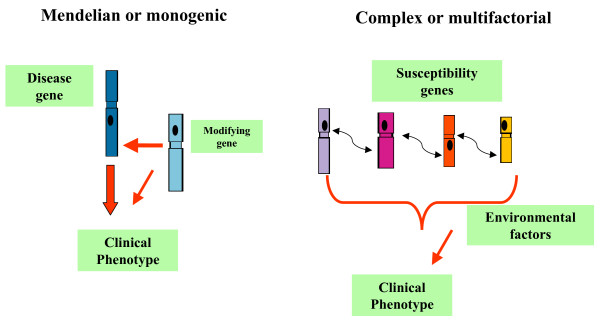 Mendelian or monogenic
Disease
gene
Modifying
gene
Clinical
Phenotype
Complex or multifactorial
Susceptibility
genes
Environmental
factors
Clinical
Phenotype